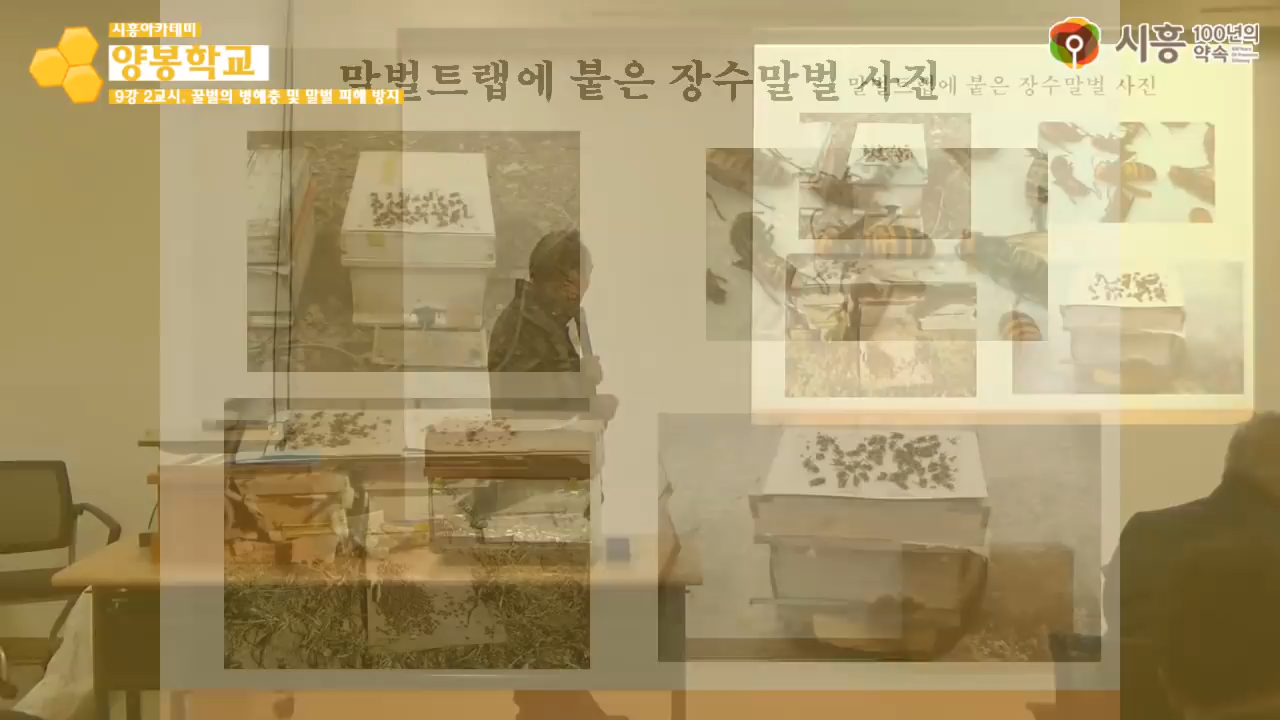 시흥아카데미
양봉학교
9강 2교시. 꿀벌의 병해충 및 말벌 피해 방지
시흥 100년의 약속
말벌트랩에 붙은 장수말벌 사진
말벌트랩에 붙은 장수말벌 사진